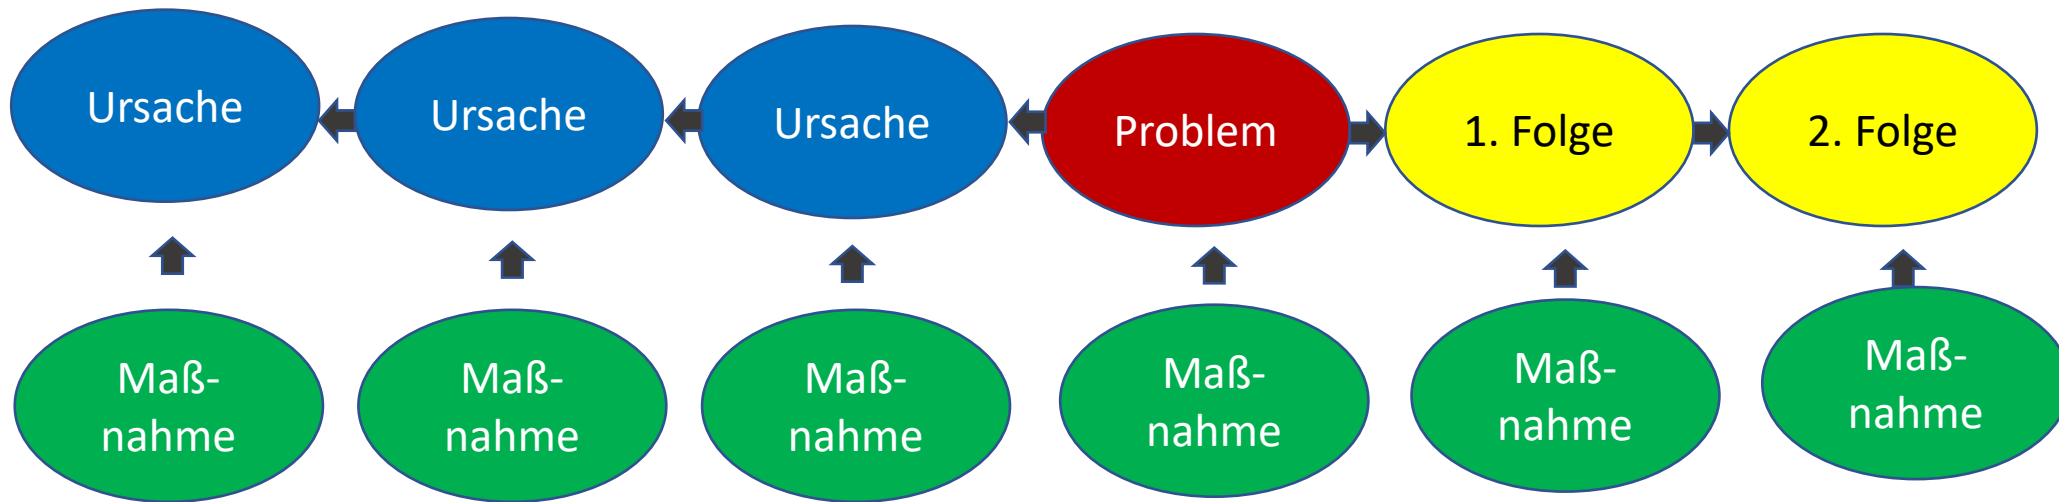 Ursache
Ursache
Ursache
Problem
1. Folge
2. Folge
Maß-
nahme
Maß-
nahme
Maß-
nahme
Maß-
nahme
Maß-
nahme
Maß-
nahme